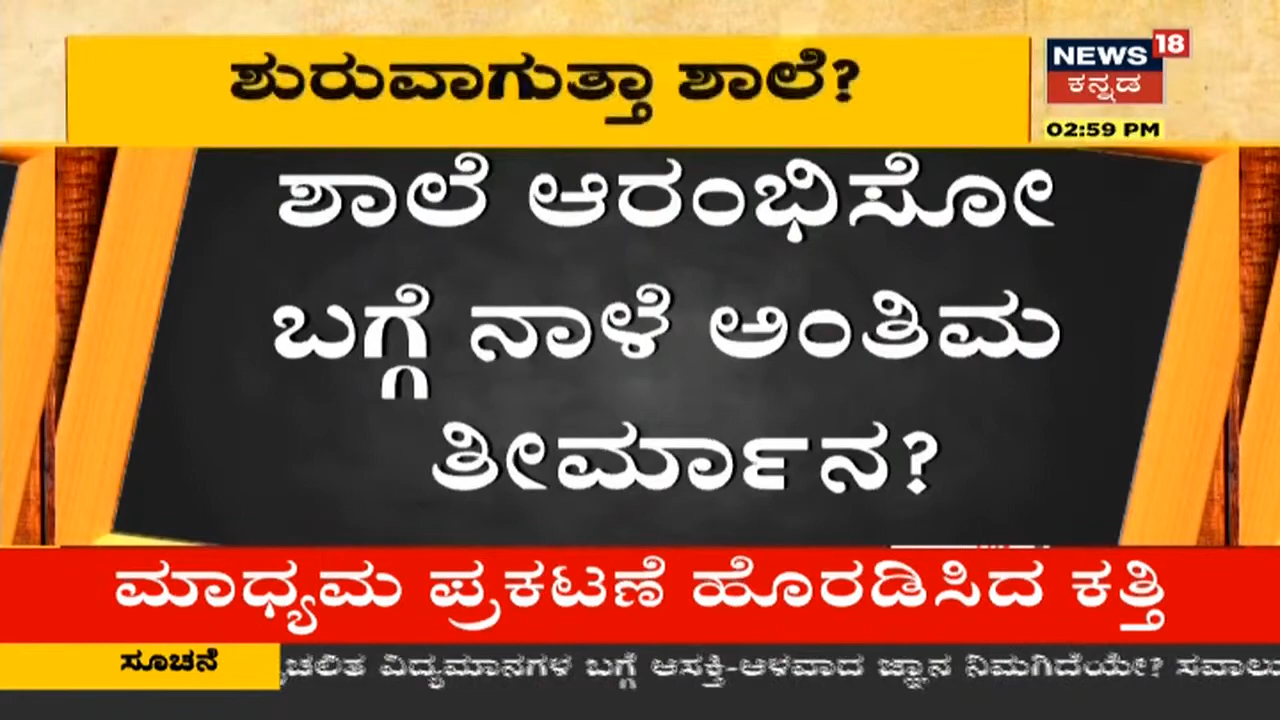 ಶುರುವಾಗುತ್ತಾ ಶಾಲೆ?
NEWS 18
ಕನ್ನಡ
02:59 PM
ಶಾಲೆ ಆರಂಭಿಸೋ
ಬಗ್ಗೆ ನಾಳೆ ಅಂತಿಮ
ತೀರ್ಮಾನ?
ಮಾಧ್ಯಮ ಪ್ರಕಟಣೆ ಹೊರಡಿಸಿದ ಕತ್ತಿ
ಸೂಚನೆ ವಿದ್ಯಮಾನಗಳ ಬಗ್ಗೆ ಆಸಕ್ತಿ-ಆಳವಾದ ಜ್ಞಾನ ನಿಮಗಿದೆಯೇ?